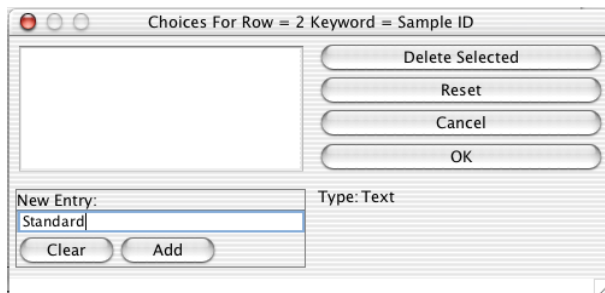 Choices For Row = 2 Keyword = Sample ID
Delete Selected
Reset
Cancel
OK
New Entry:
Standard
Clear
Add
Type: Text